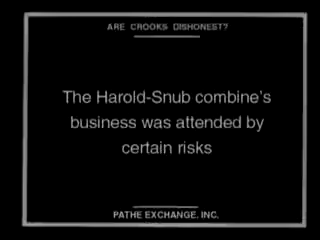 ARE CROOKS DISHONEST?
The Harold-Snub combine's
business was attended by
certain risks
PATHE EXCHANGE, INC.